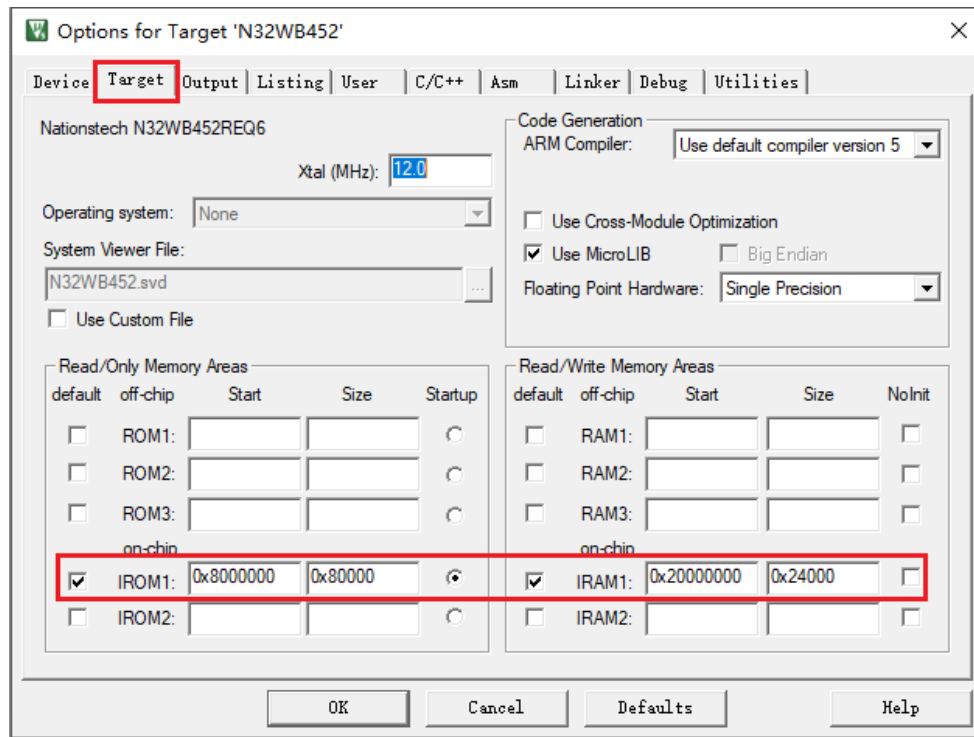 Options for Target 'N32WB452'
Device Target Output Listing User C/C++ Asm Linker Debug Utilities
Nationstech N32WB452REQ6
Xtal (MHz): 12.0
Operating system: None
System Viewer File:
N32WB452.svd ...
Use Custom File
Code Generation
ARM Compiler: Use default compiler version 5
Use Cross-Module Optimization
Use MicroLIB Big Endian
Floating Point Hardware: Single Precision
Read/Only Memory Areas
default off-chip Start Size Startup
ROM1:
ROM2:
ROM3:
on-chip
IROM1: 0x8000000 0x80000
IROM2:
Read/Write Memory Areas
default off-chip Start Size NoInit
RAM1:
RAM2:
RAM3:
on-chip
IRAM1: 0x20000000 0x24000
IRAM2:
OK Cancel Defaults Help